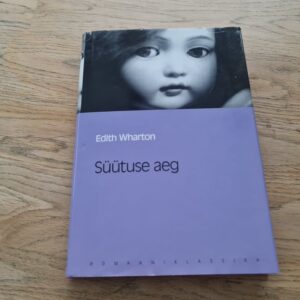 Edith Wharton
Süütuse aeg
ROMAANIKLASSIKA